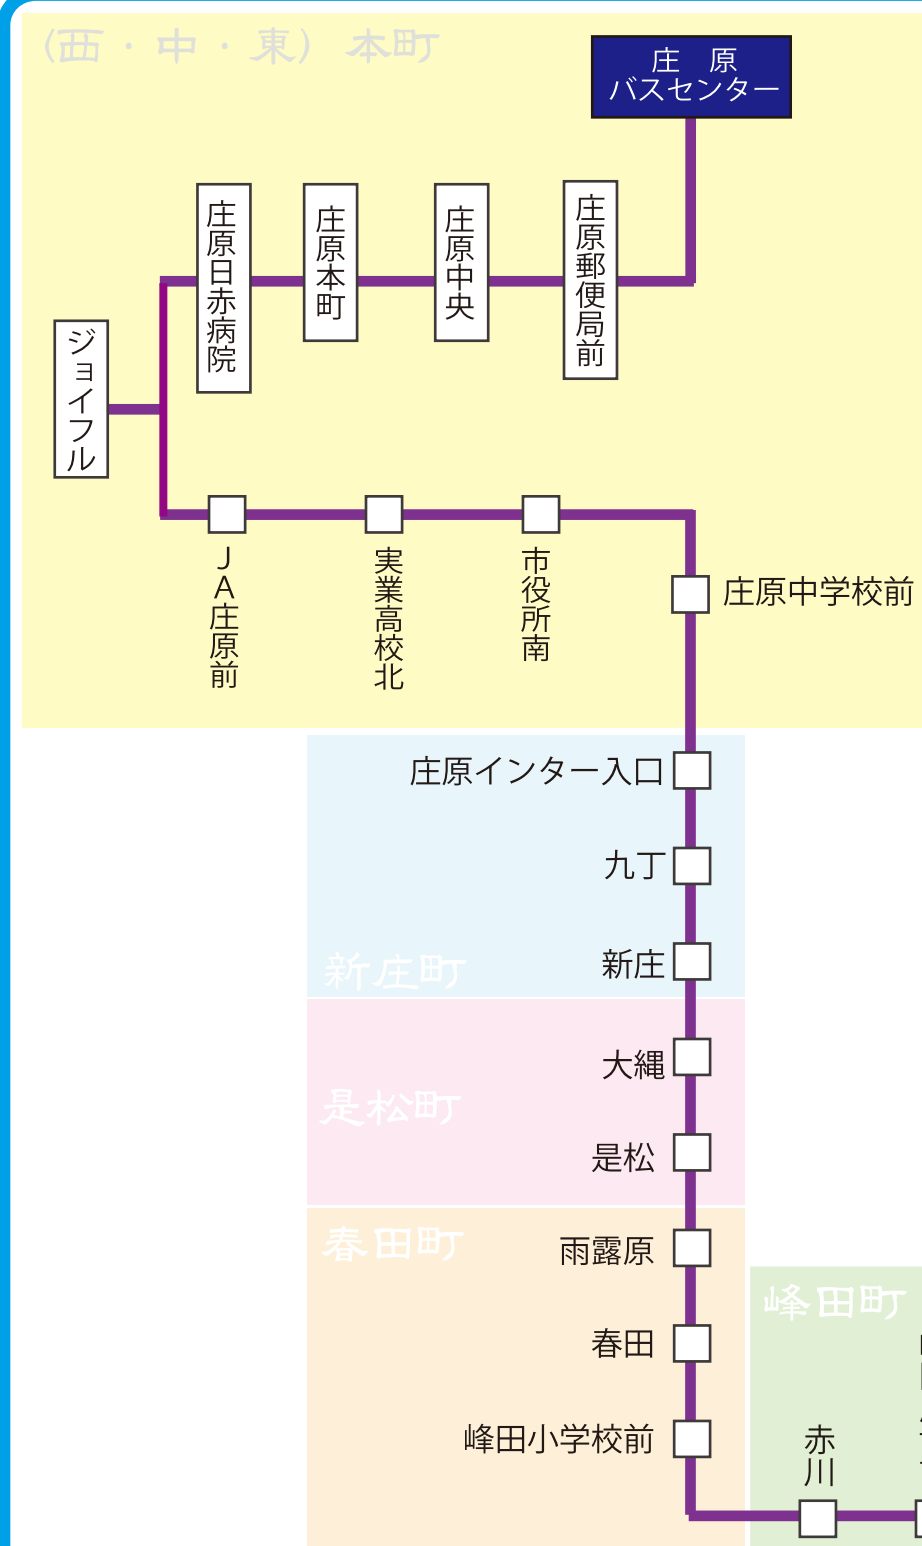 (西・中・東)本町
庄　原
バスセンター
庄原郵便局前
庄原中央
庄原本町
庄原日赤病院
ジョイフル
ＪＡ庄原前
実業高校北
市役所南
庄原中学校前
庄原インター入口
九丁
新庄
新庄町
大縄
是松町
是松
春田町
雨露原
春田
峰田小学校前
峰田町
赤川